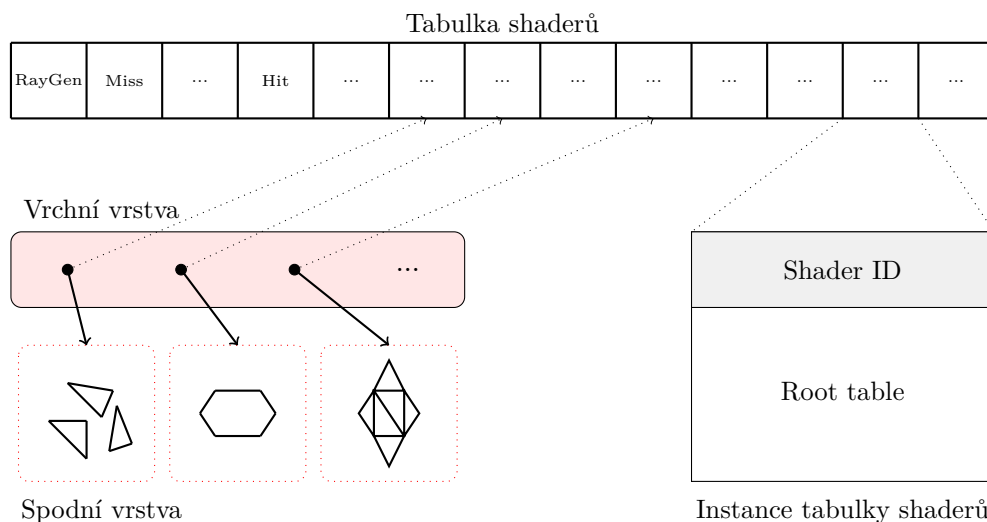 Tabulka shaderů
RayGen Miss ... Hit ... ... ... ... ... ... ... ... ...
Vrchní vrstva
...
Shader ID
Root table
Spodní vrstva
Instance tabulky shaderů